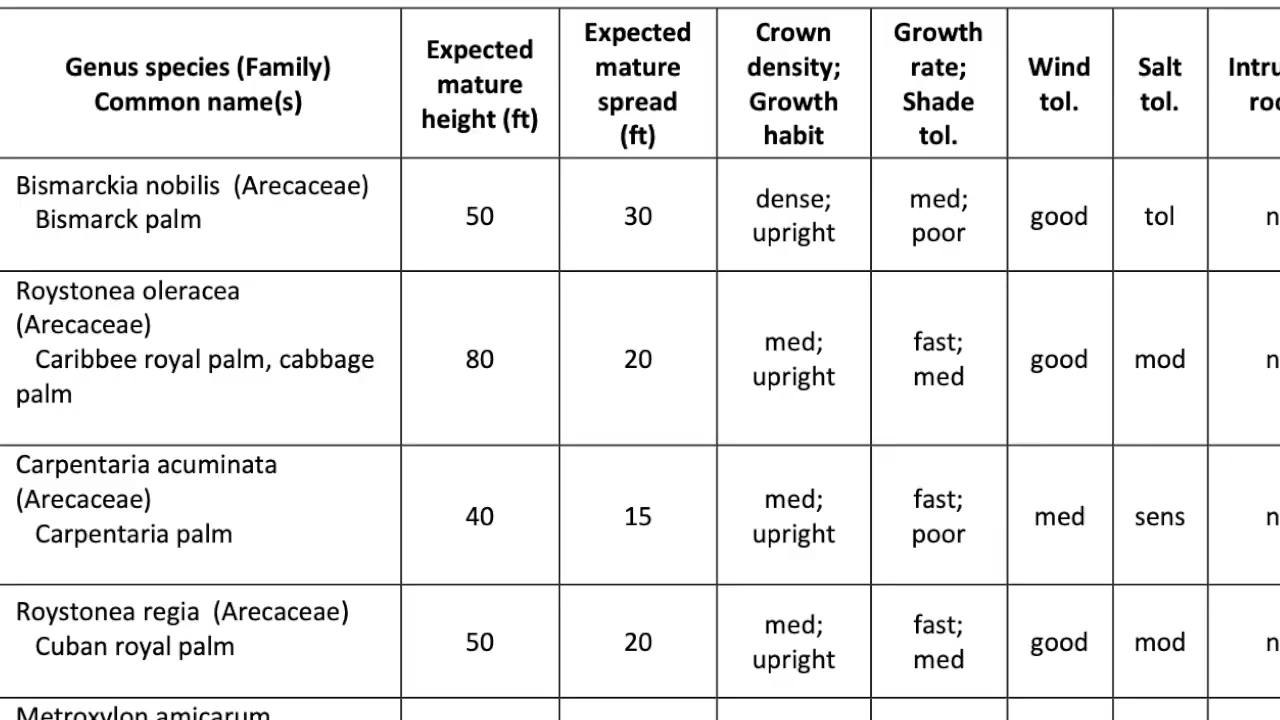 Genus species (Family)
Common name(s)
Expected
mature
height (ft)
Expected
mature
spread
(ft)
Crown
density;
Growth
habit
Growth
rate;
Shade
tol.
Wind
tol.
Salt
tol.
Bismarckia nobilis (Arecaceae)
Bismarck palm
50
30
dense;
upright
med;
poor
good
tol
Roystonea oleracea
(Arecaceae)
Caribbee royal palm, cabbage
palm
80
20
med;
upright
fast;
med
good
mod
Carpentaria acuminata
(Arecaceae)
Carpentaria palm
40
15
med;
upright
fast;
poor
med
sens
Roystonea regia (Arecaceae)
Cuban royal palm
50
20
med;
upright
fast;
med
good
mod
Metroxylon amicarum